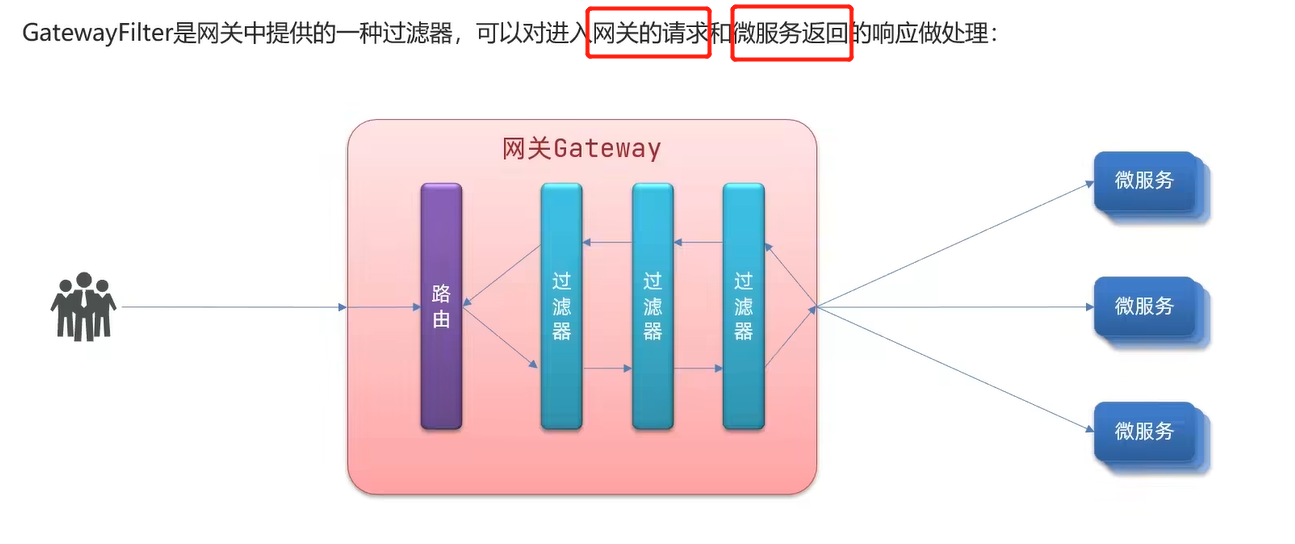 GatewayFilter是网关中提供的一种过滤器，可以对进入网关的请求和微服务返回的响应做处理：
网关Gateway
路由
过滤器
过滤器
过滤器
微服务
微服务
微服务